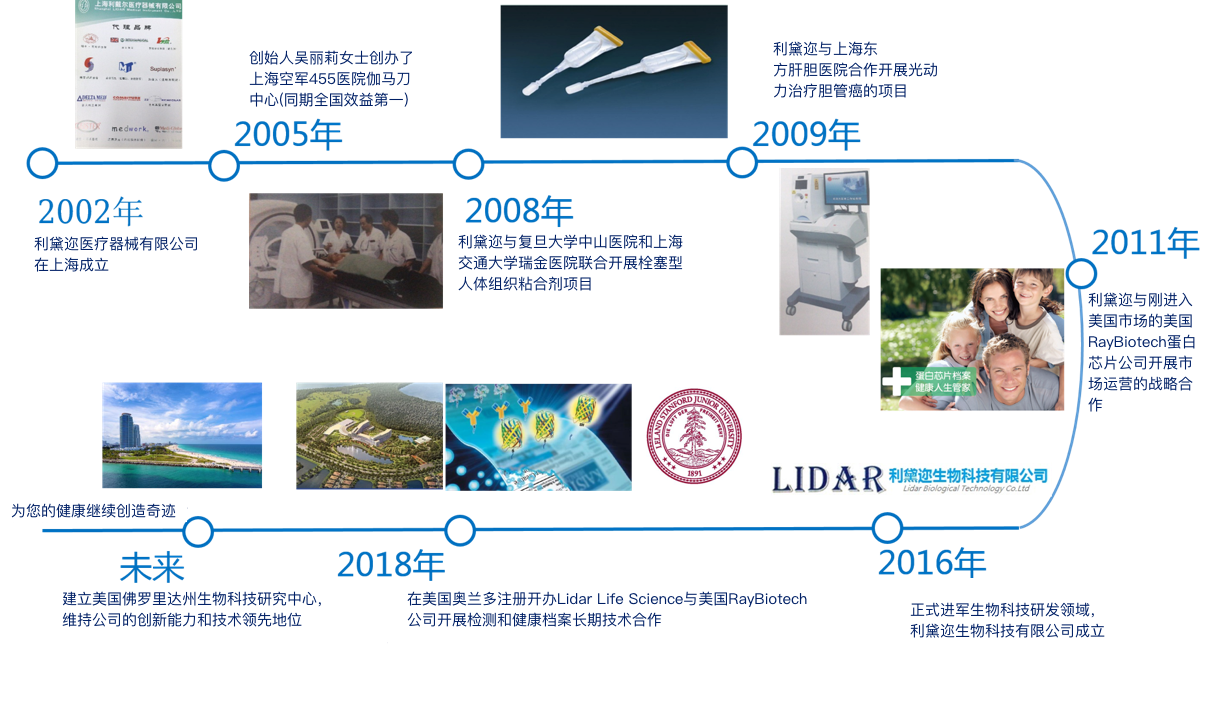 上海利黛尔医疗器械有限公司
代理品牌
Suplasyn
DELTA MED
medwerk
创始人吴丽莉女士创办了
上海空军455医院伽马刀
中心(同期全国效益第一)
2005年
利黛迩与上海东
方肝胆医院合作开展光动
力治疗胆管癌的项目
2009年
2002年
利黛迩医疗器械有限公司
在上海成立
2008年
利黛迩与复旦大学中山医院和上海
交通大学瑞金医院联合开展栓塞型
人体组织粘合剂项目
2011年
利黛迩与刚进入
美国市场的美国
RayBiotech蛋白
芯片公司开展市
场运营的战略合
作
蛋白芯片档案
健康人生管家
LELAND STANFORD JUNIOR UNIVERSITY
DIE LUFT DER FREIHEIT WEHT
1891
LIDAR 利黛迩生物科技有限公司
Lidar Biological Technology Co.Ltd
为您的健康继续创造奇迹
未来
建立美国佛罗里达州生物科技研究中心，
维持公司的创新能力和技术领先地位
2018年
在美国奥兰多注册开办Lidar Life Science与美国RayBiotech
公司开展检测和健康档案长期技术合作
2016年
正式进军生物科技研发领域，
利黛迩生物科技有限公司成立